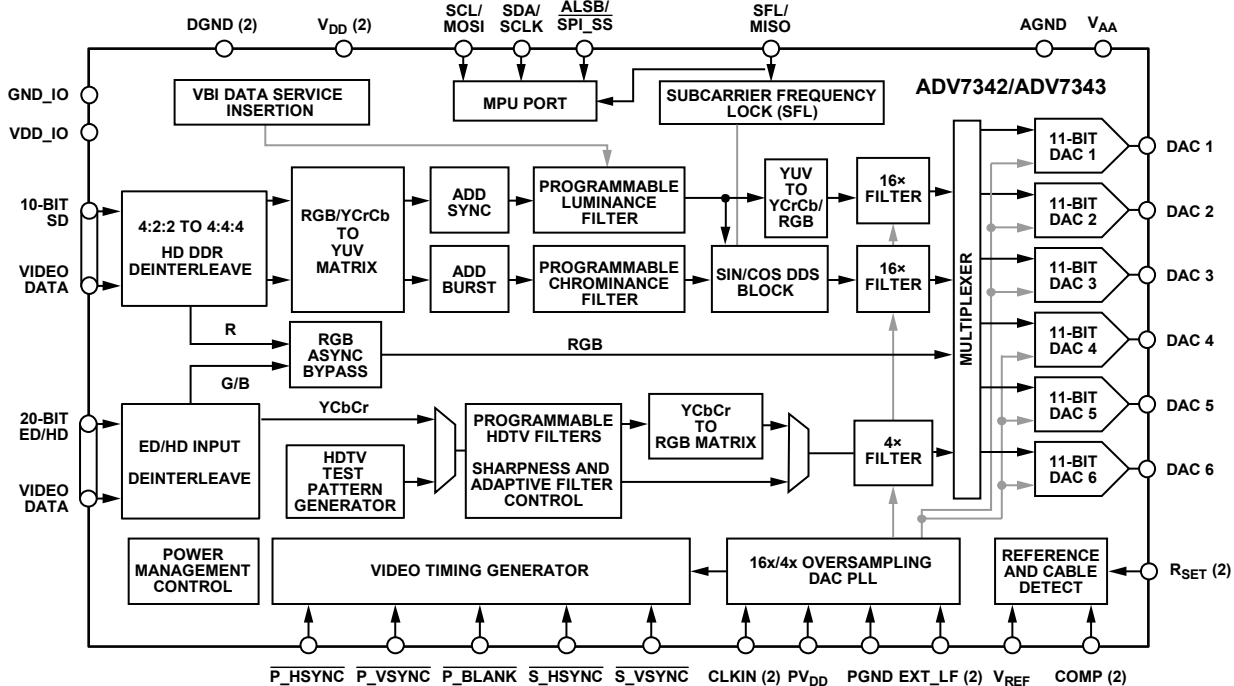 DGND (2)
VDD (2)
SCL/
MOSI
SDA/
SCLK
ALSB/
SPI_SS
SFL/
MISO
AGND
VAA
GND_IO
VDD_IO
VBI DATA SERVICE
INSERTION
MPU PORT
SUBCARRIER FREQUENCY
LOCK (SFL)
ADV7342/ADV7343
10-BIT
SD
VIDEO
DATA
4:2:2 TO 4:4:4
HD DDR
DEINTERLEAVE
RGB/YCrCb
TO
YUV
MATRIX
ADD
SYNC
PROGRAMMABLE
LUMINANCE
FILTER
YUV
TO
YCrCb/
RGB
16×
FILTER
ADD
BURST
PROGRAMMABLE
CHROMINANCE
FILTER
SIN/COS DDS
BLOCK
16×
FILTER
MULTIPLEXER
11-BIT
DAC 1
DAC 1
11-BIT
DAC 2
DAC 2
11-BIT
DAC 3
DAC 3
11-BIT
DAC 4
DAC 4
11-BIT
DAC 5
DAC 5
11-BIT
DAC 6
DAC 6
R
G/B
RGB
ASYNC
BYPASS
RGB
20-BIT
ED/HD
VIDEO
DATA
ED/HD INPUT
DEINTERLEAVE
YCbCr
HDTV
TEST
PATTERN
GENERATOR
PROGRAMMABLE
HDTV FILTERS
SHARPNESS AND
ADAPTIVE FILTER
CONTROL
YCbCr
TO
RGB MATRIX
4×
FILTER
POWER
MANAGEMENT
CONTROL
VIDEO TIMING GENERATOR
16x/4x OVERSAMPLING
DAC PLL
REFERENCE
AND CABLE
DETECT
RSET (2)
P_HSYNC
P_VSYNC
P_BLANK
S_HSYNC
S_VSYNC
CLKIN (2)
PVDD
PGND
EXT_LF (2)
VREF
COMP (2)